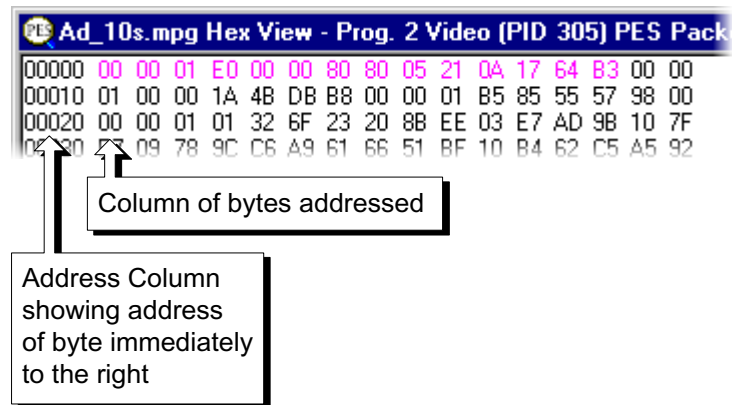 PES Ad_10s.mpg Hex View - Prog. 2 Video (PID 305) PES Pack
00000 00 00 01 E0 00 00 80 80 05 21 0A 17 64 B3 00 00
00010 01 00 00 1A 4B DB B8 00 00 01 B5 85 55 57 98 00
00020 00 00 01 01 32 6F 23 20 8B EE 03 E7 AD 9B 10 7F
09 78 9C C6 A9 61 66 51 BF 10 B4 62 C5 A5 92
Column of bytes addressed
Address Column
showing address
of byte immediately
to the right